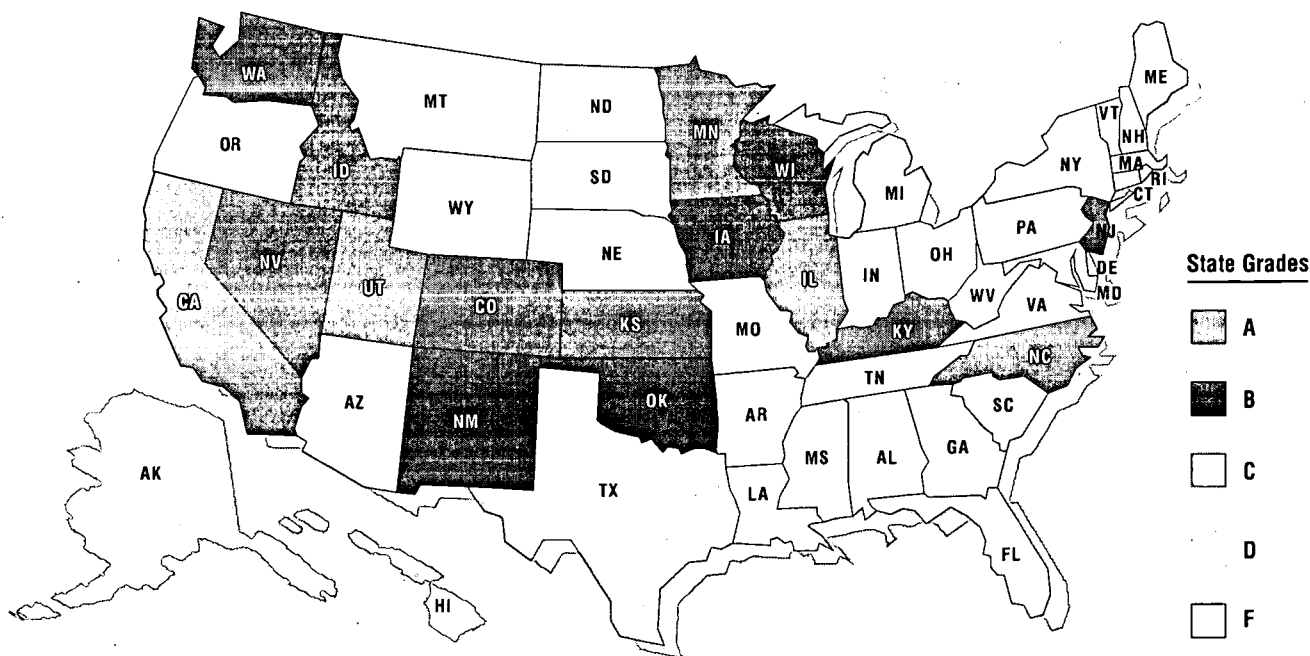 WA
MT
ND
MN
ME
VT
NH
OR
ID
SD
WI
NY
MA
RI
CT
MI
WY
IA
PA
NJ
NE
OH
DE
MD
NV
UT
IL
IN
WV
VA
CA
CO
KS
MO
KY
NC
TN
AZ
NM
OK
AR
SC
MS
AL
GA
AK
TX
LA
FL
HI
State Grades
A
B
C
D
F